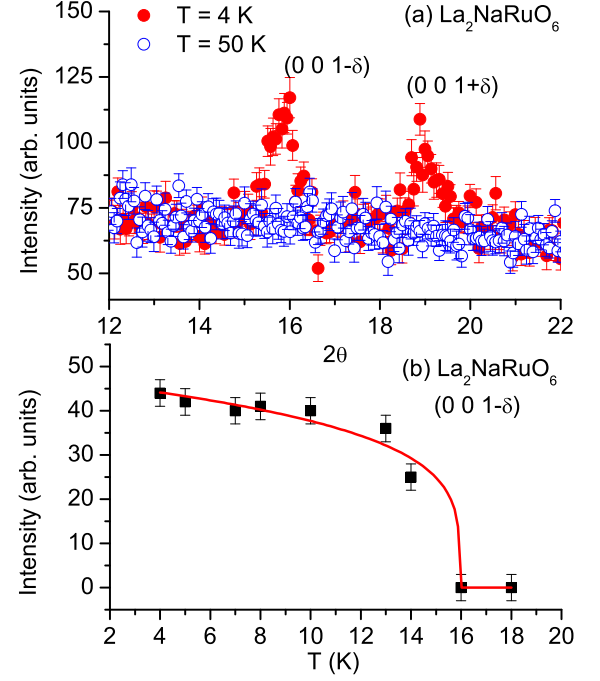 (a) La₂NaRuO₆
T = 4 K
T = 50 K
(0 0 1-δ)
(0 0 1+δ)
Intensity (arb. units)
150
125
100
75
50
12 14 16 18 20 22
2θ
(b) La₂NaRuO₆
(0 0 1-δ)
Intensity (arb. units)
50
40
30
20
10
0
2 4 6 8 10 12 14 16 18 20
T (K)